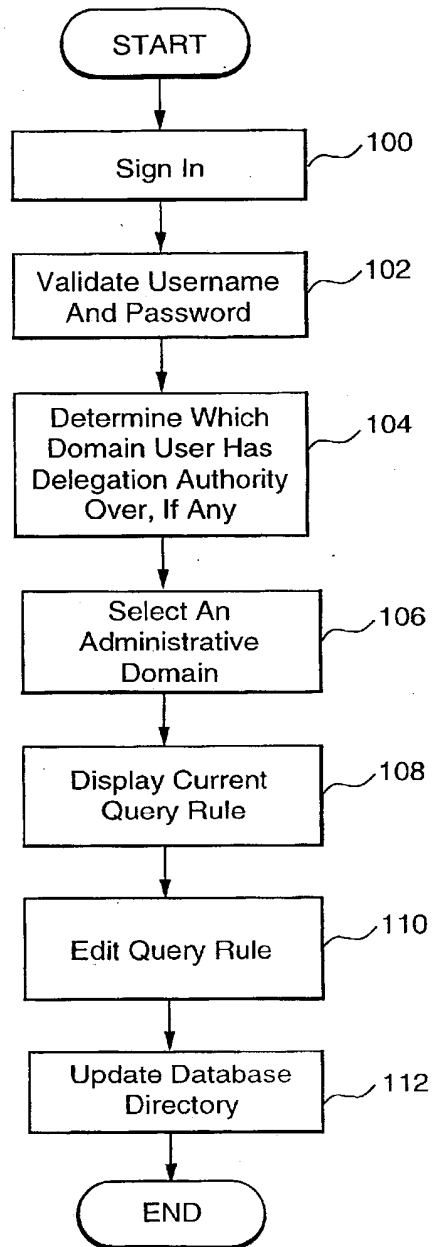 START
Sign In
100
Validate Username
And Password
102
Determine Which
Domain User Has
Delegation Authority
Over, If Any
104
Select An
Administrative
Domain
106
Display Current
Query Rule
108
Edit Query Rule
110
Update Database
Directory
112
END